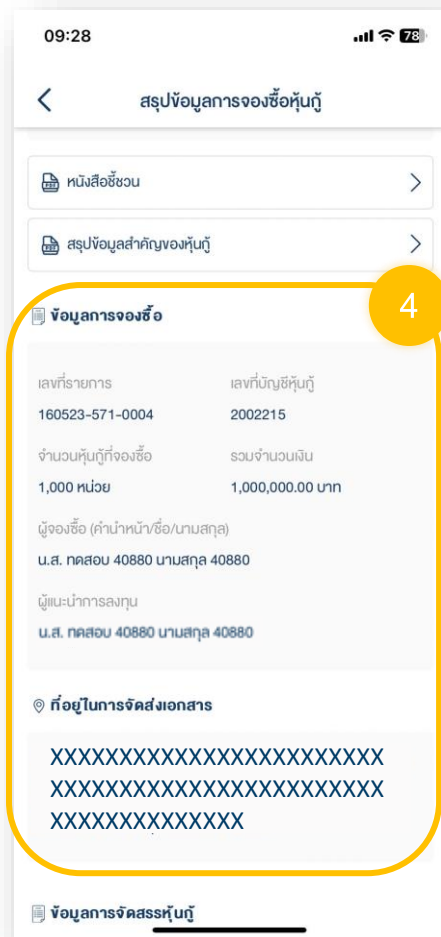 09:28 78
สรุปข้อมูลการจองซื้อหุ้นกู้
หนังสือชี้ชวน
สรุปข้อมูลสำคัญของหุ้นกู้
4
ข้อมูลการจองซื้อ
เลขที่รายการ เลขที่บัญชีหุ้นกู้
160523-571-0004 2002215
จำนวนหุ้นกู้ที่จองซื้อ รวมจำนวนเงิน
1,000 หน่วย 1,000,000.00 บาท
ผู้จองซื้อ (คำนำหน้า/ชื่อ/นามสกุล)
น.ส. ทดสอบ 40880 นามสกุล 40880
ผู้แนะนำการลงทุน
น.ส. ทดสอบ 40880 นามสกุล 40880
ที่อยู่ในการจัดส่งเอกสาร
XXXXXXXXXXXXXXXXXXXXXXXX
XXXXXXXXXXXXXXXXXXXXXXXX
XXXXXXXXXXXXXX
ข้อมูลการจัดสรรหุ้นกู้